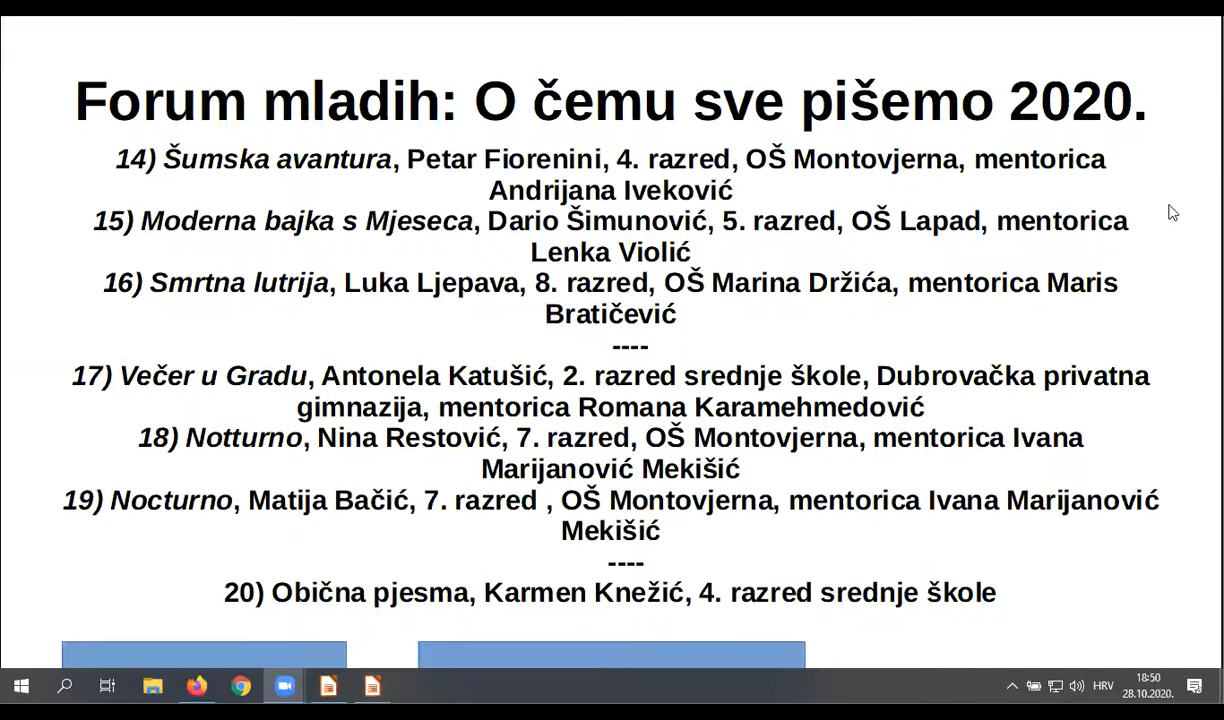 Forum mladih: O čemu sve pišemo 2020.
14) Šumska avantura, Petar Fiorenini, 4. razred, OŠ Montovjerna, mentorica
Andrijana Iveković
15) Moderna bajka s Mjeseca, Dario Šimunović, 5. razred, OŠ Lapad, mentorica
Lenka Violić
16) Smrtna lutrija, Luka Ljepava, 8. razred, OŠ Marina Držića, mentorica Maris
Bratičević
----
17) Večer u Gradu, Antonela Katušić, 2. razred srednje škole, Dubrovačka privatna
gimnazija, mentorica Romana Karamehmedović
18) Notturno, Nina Restović, 7. razred, OŠ Montovjerna, mentorica Ivana
Marijanović Mekišić
19) Nocturno, Matija Bačić, 7. razred , OŠ Montovjerna, mentorica Ivana Marijanović
Mekišić
----
20) Obična pjesma, Karmen Knežić, 4. razred srednje škole
HRV
18:50
28.10.2020.